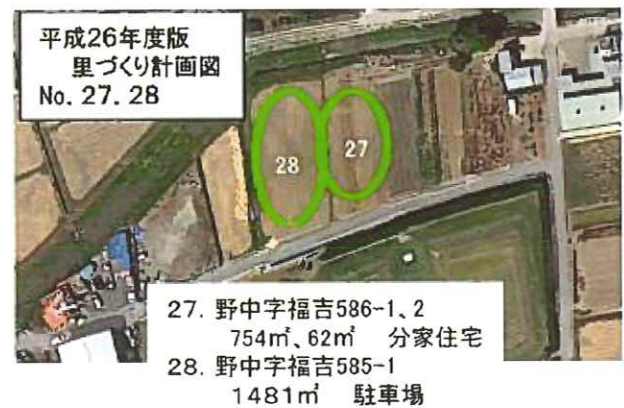 平成26年度版
里づくり計画図
No. 27. 28
28
27
27. 野中字福吉586-1、2
754㎡、62㎡　分家住宅
28. 野中字福吉585-1
1481㎡　駐車場